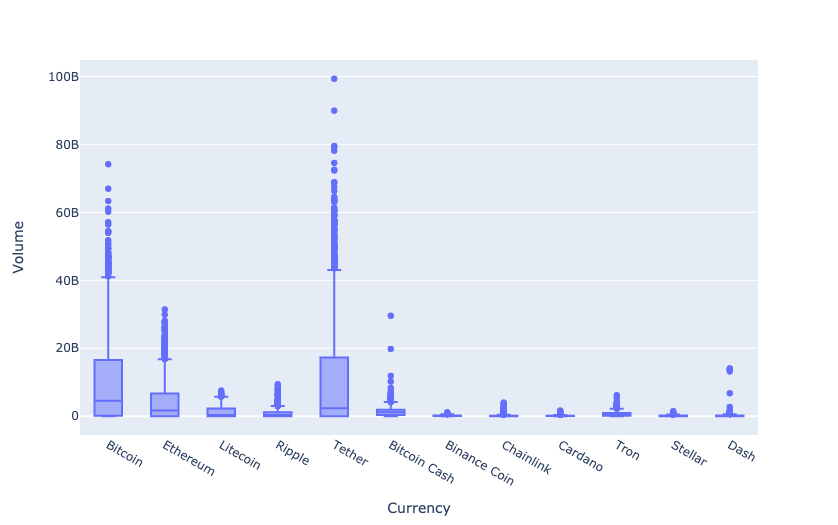 100B
80B
60B
40B
20B
0
Volume
Bitcoin
Ethereum
Litecoin
Ripple
Tether
Bitcoin Cash
Binance Coin
Chainlink
Cardano
Tron
Stellar
Dash
Currency